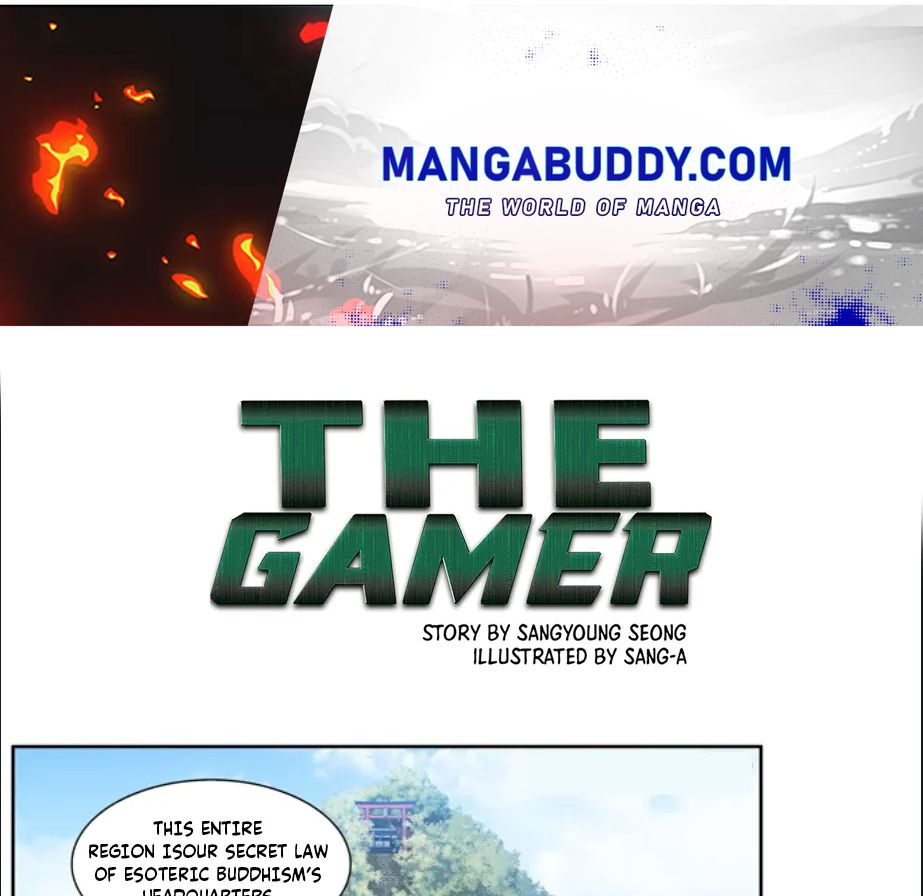 MANGABUDDY.COM
THE WORLD OF MANGA
THE
GAMER
STORY BY SANGYOUNG SEONG
ILLUSTRATED BY SANG-A
THIS ENTIRE
REGION ISOUR SECRET LAW
OF ESOTERIC BUDDHISM'S
HEADQUARTERS